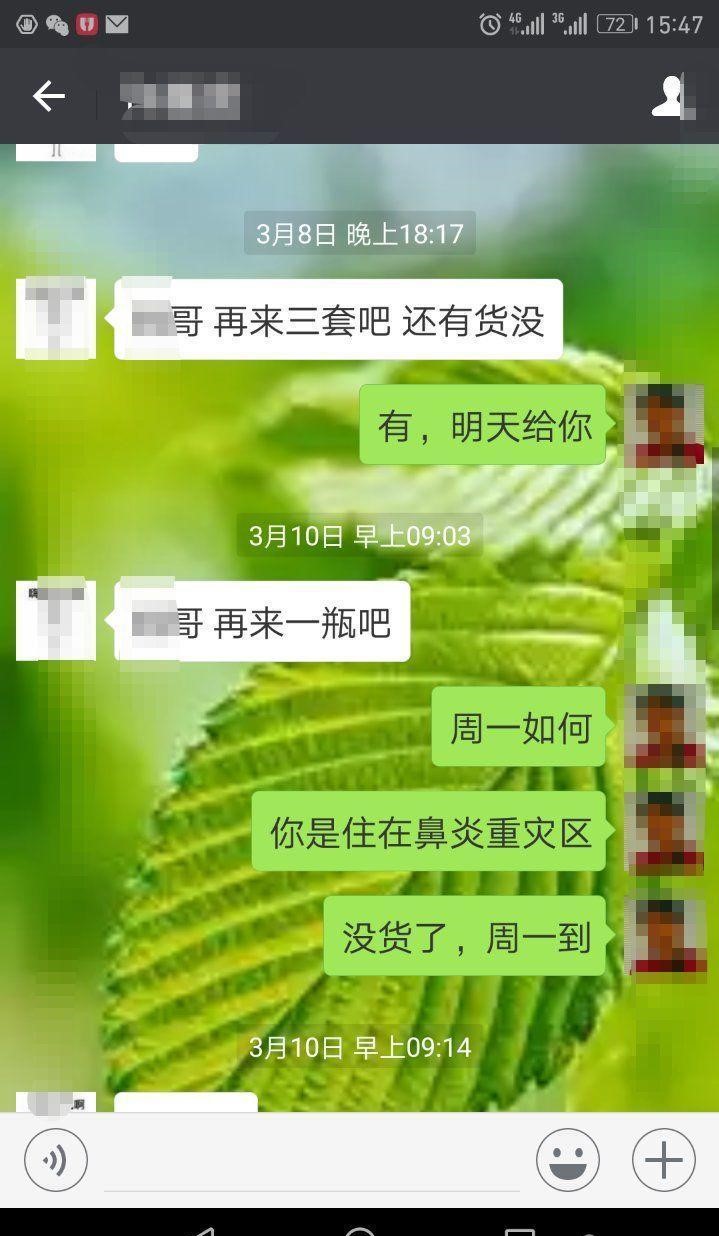 4G 3G 72 15:47
3月8日 晚上18:17
哥 再来三套吧 还有货没
有，明天给你
3月10日 早上09:03
哥 再来一瓶吧
周一如何
你是住在鼻炎重灾区
没货了，周一到
3月10日 早上09:14
啊